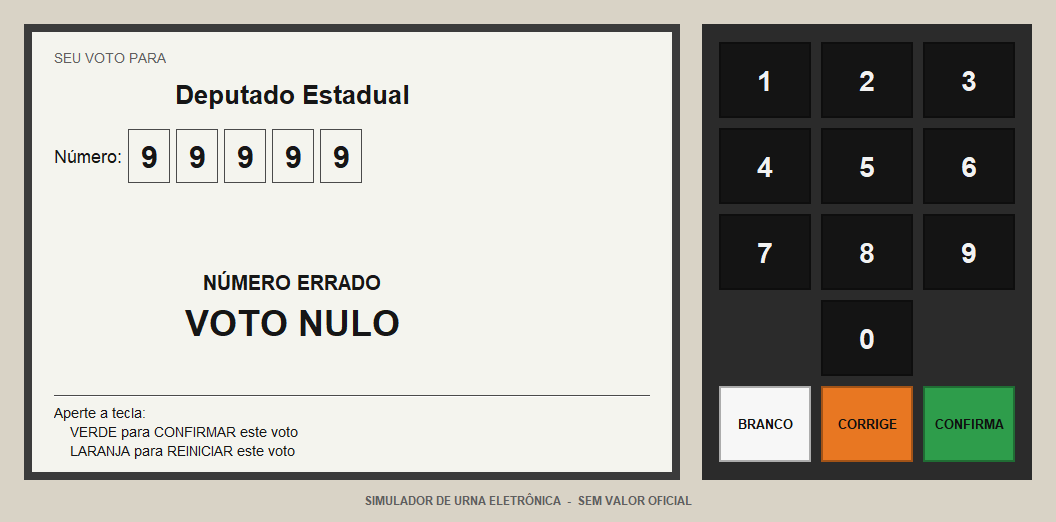 SEU VOTO PARA
Deputado Estadual
Número: 9 9 9 9 9
NÚMERO ERRADO
VOTO NULO
Aperte a tecla:
VERDE para CONFIRMAR este voto
LARANJA para REINICIAR este voto
1 2 3
4 5 6
7 8 9
0
BRANCO CORRIGE CONFIRMA
SIMULADOR DE URNA ELETRÔNICA - SEM VALOR OFICIAL